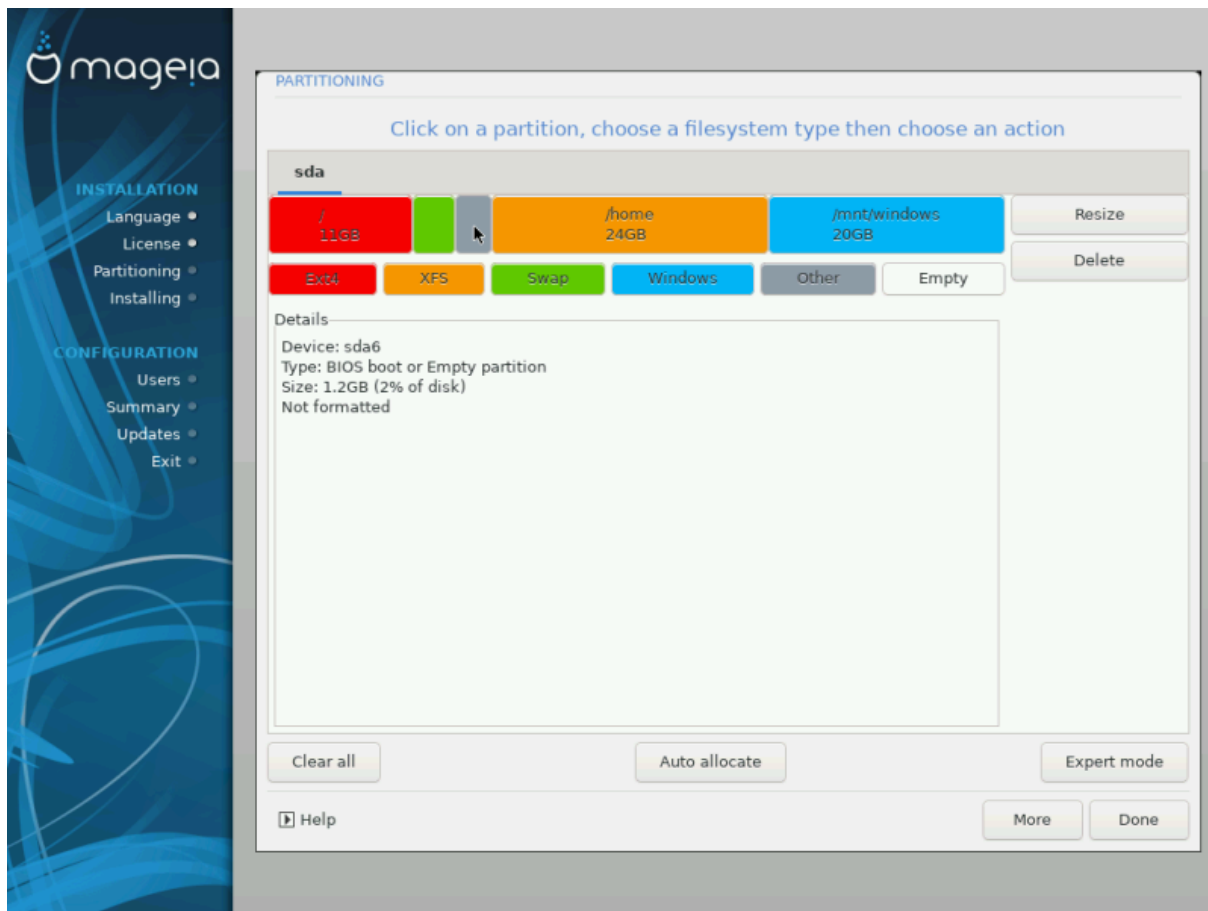 mageia
INSTALLATION
Language
License
Partitioning
Installing
CONFIGURATION
Users
Summary
Updates
Exit
PARTITIONING
Click on a partition, choose a filesystem type then choose an action
sda
/
11GB
/home
24GB
/mnt/windows
20GB
Resize
Delete
Ext4 XFS Swap Windows Other Empty
Details
Device: sda6
Type: BIOS boot or Empty partition
Size: 1.2GB (2% of disk)
Not formatted
Clear all Auto allocate Expert mode
Help More Done